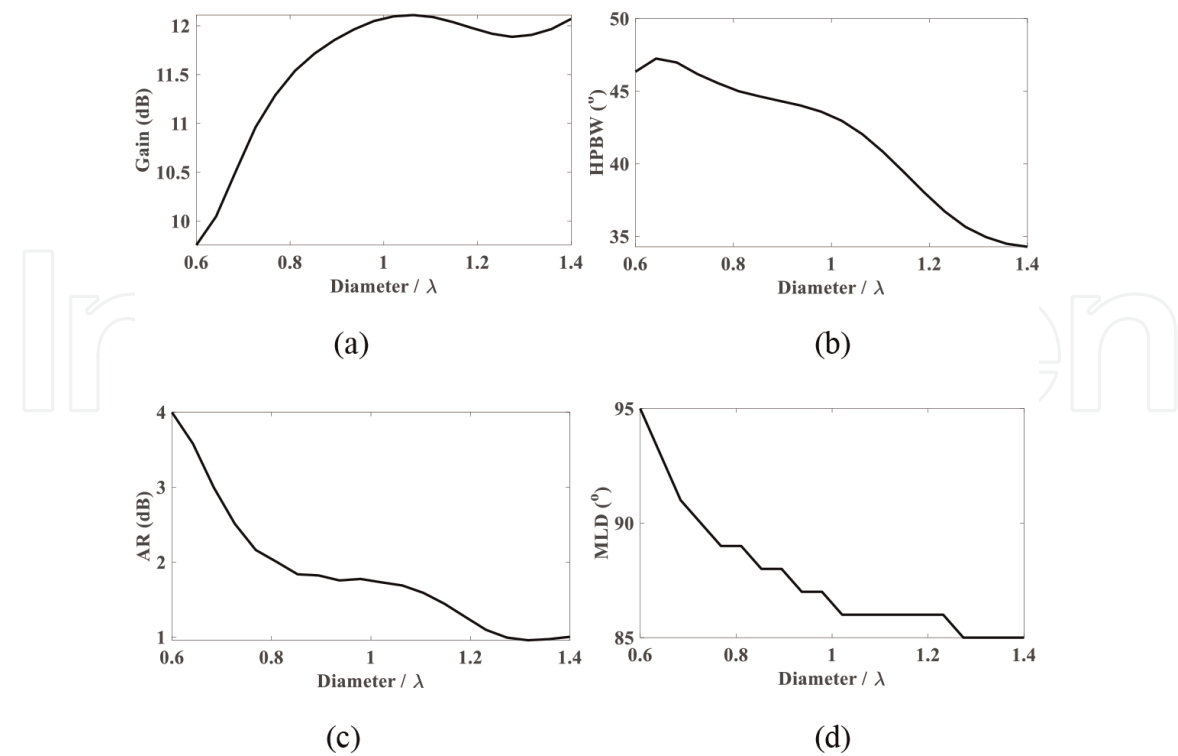 12
11.5
11
10.5
10
Gain (dB)
0.6 0.8 1 1.2 1.4
Diameter / λ
(a)
50
45
40
35
HPBW (°)
0.6 0.8 1 1.2 1.4
Diameter / λ
(b)
4
3
2
1
AR (dB)
0.6 0.8 1 1.2 1.4
Diameter / λ
(c)
95
90
85
MLD (°)
0.6 0.8 1 1.2 1.4
Diameter / λ
(d)